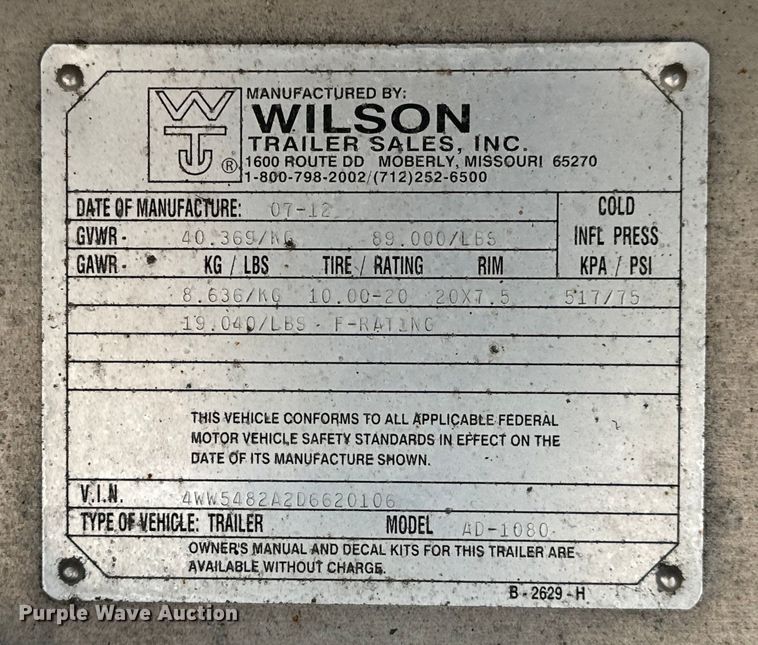 WTJ ®
MANUFACTURED BY:
WILSON
TRAILER SALES, INC.
1600 ROUTE DD MOBERLY, MISSOURI 65270
1-800-798-2002/(712)252-6500
DATE OF MANUFACTURE: 07-12
COLD
GVWR- 40.369/KG 89.000/LBS INFL PRESS
GAWR- KG / LBS TIRE / RATING RIM KPA / PSI
8.636/KG 10.00-20 20X7.5 517/75
19.040/LBS - F-RATING
THIS VEHICLE CONFORMS TO ALL APPLICABLE FEDERAL
MOTOR VEHICLE SAFETY STANDARDS IN EFFECT ON THE
DATE OF ITS MANUFACTURE SHOWN.
V.I.N. 4WW5482A2D6620106
TYPE OF VEHICLE: TRAILER MODEL AD-1080
OWNER'S MANUAL AND DECAL KITS FOR THIS TRAILER ARE
AVAILABLE WITHOUT CHARGE.
B - 2629 - H
Purple Wave Auction